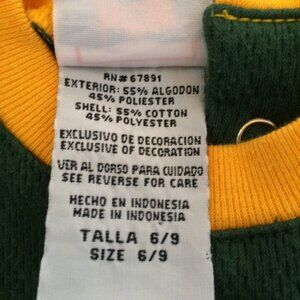 RN# 67891
EXTERIOR: 55% ALGODON
45% POLIESTER
SHELL: 55% COTTON
45% POLYESTER
EXCLUSIVO DE DECORACION
EXCLUSIVE OF DECORATION
VER AL DORSO PARA CUIDADO
SEE REVERSE FOR CARE
HECHO EN INDONESIA
MADE IN INDONESIA
TALLA 6/9
SIZE 6/9